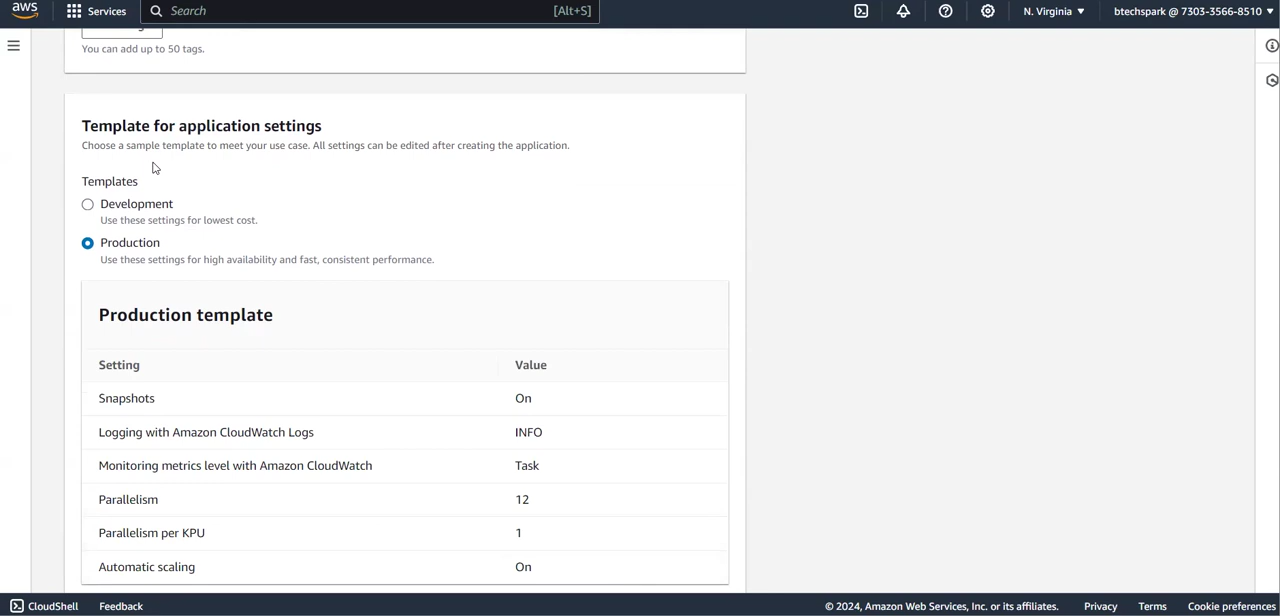 aws Services Search [Alt+S] N. Virginia btechspark @ 7303-3566-8510
You can add up to 50 tags.
Template for application settings
Choose a sample template to meet your use case. All settings can be edited after creating the application.
Templates
Development
Use these settings for lowest cost.
Production
Use these settings for high availability and fast, consistent performance.
Production template
Setting Value
Snapshots On
Logging with Amazon CloudWatch Logs INFO
Monitoring metrics level with Amazon CloudWatch Task
Parallelism 12
Parallelism per KPU 1
Automatic scaling On
CloudShell Feedback © 2024, Amazon Web Services, Inc. or its affiliates. Privacy Terms Cookie preferences